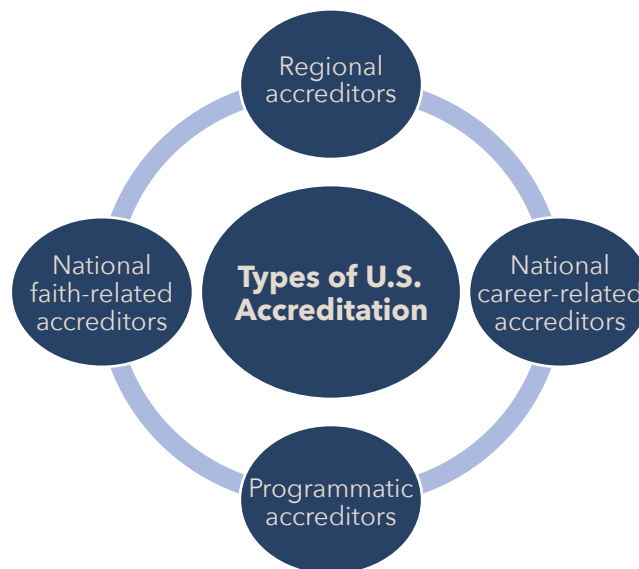 Regional
accreditors
National
faith-related
accreditors
Types of U.S.
Accreditation
National
career-related
accreditors
Programmatic
accreditors